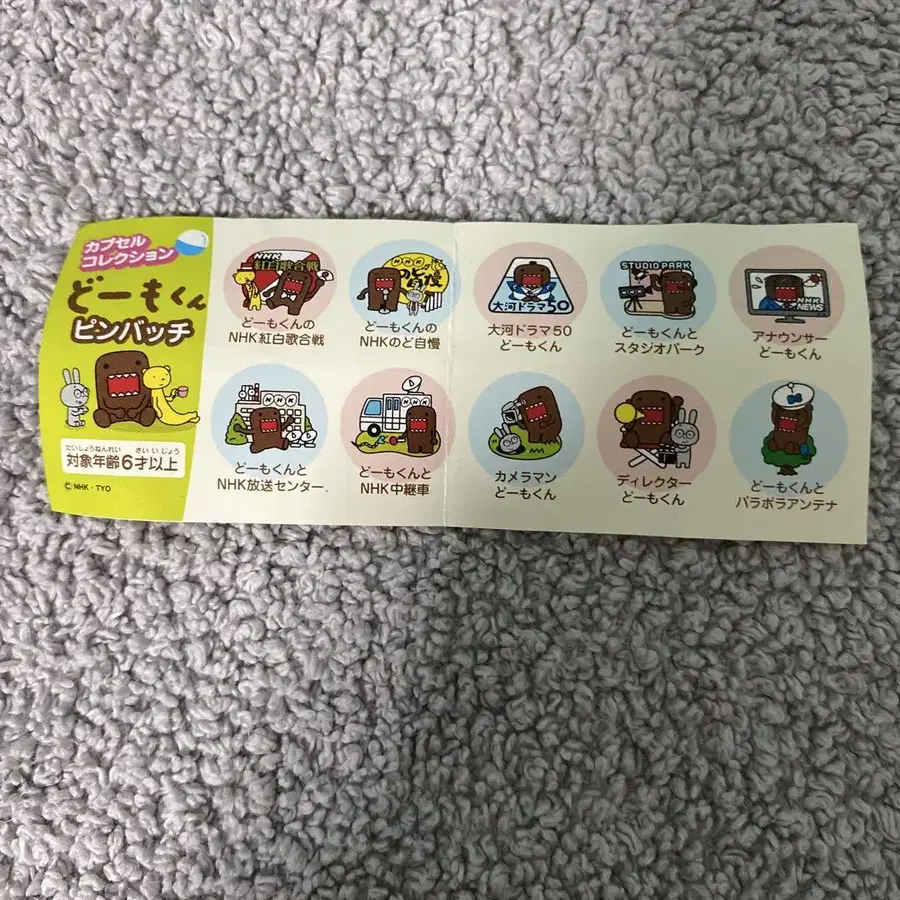 カプセル
コレクション
どーもくん
ピンバッチ
たいしょうねんれい さい いじょう
対象年齢6才以上
©NHK・TYO
NHK
紅白歌合戦
どーもくんの
NHK紅白歌合戦
NHK
のど自慢
どーもくんの
NHKのど自慢
大河ドラマ50
大河ドラマ50
どーもくん
STUDIO PARK
どーもくんと
スタジオパーク
NHK
NEWS
アナウンサー
どーもくん
NHK
どーもくんと
NHK放送センター
NHK
どーもくんと
NHK中継車
カメラマン
どーもくん
ディレクター
どーもくん
N
どーもくんと
パラボラアンテナ